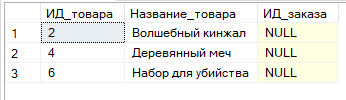 ИД_товара Название_товара ИД_заказа
1 2 Волшебный кинжал NULL
2 4 Деревянный меч NULL
3 6 Набор для убийства NULL